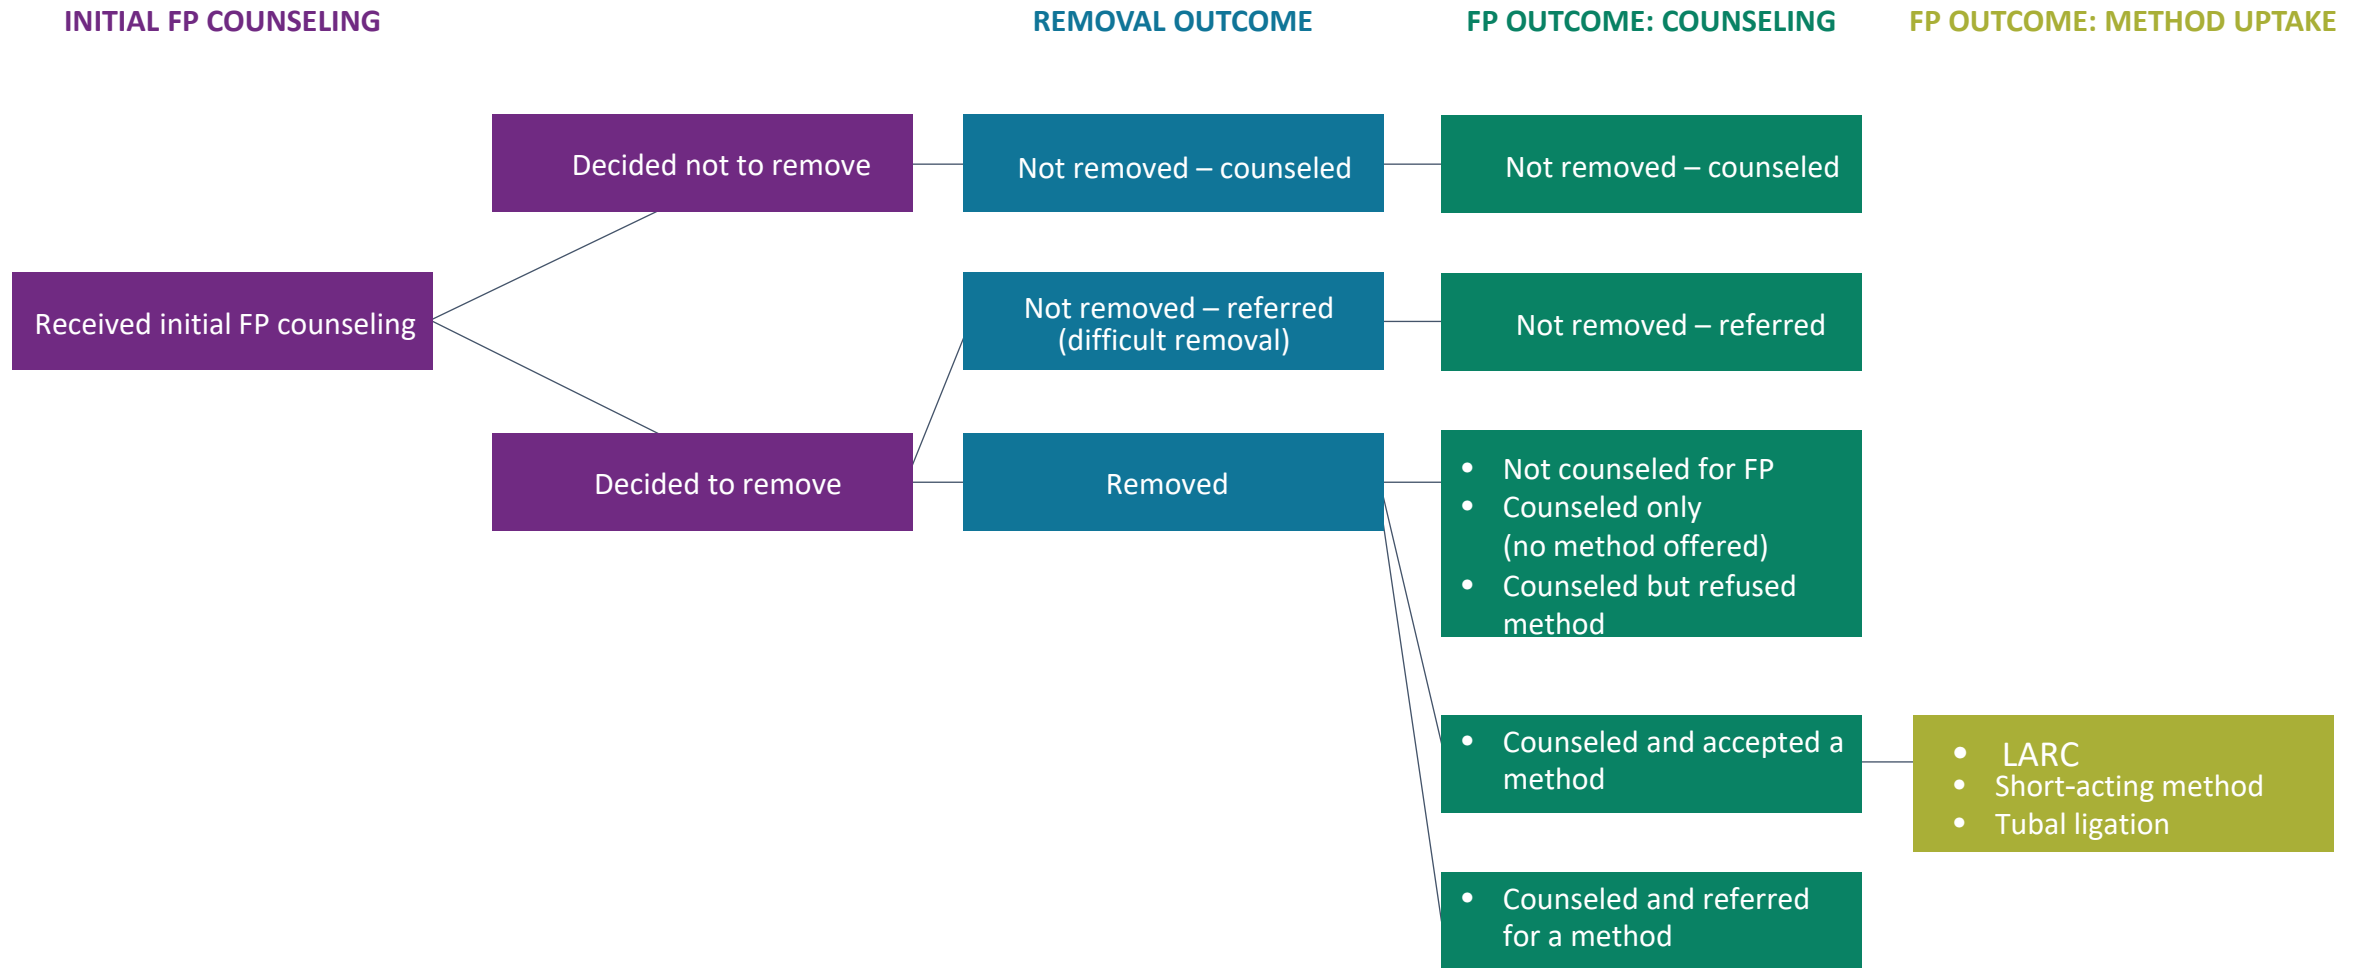 INITIAL FP COUNSELING
REMOVAL OUTCOME
FP OUTCOME: COUNSELING
FP OUTCOME: METHOD UPTAKE
Received initial FP counseling
Decided not to remove
Decided to remove
Not removed – counseled
Not removed – referred
(difficult removal)
Removed
Not removed – counseled
Not removed – referred
• Not counseled for FP
• Counseled only
(no method offered)
• Counseled but refused
method
• Counseled and accepted a
method
• Counseled and referred
for a method
• LARC
• Short-acting method
• Tubal ligation